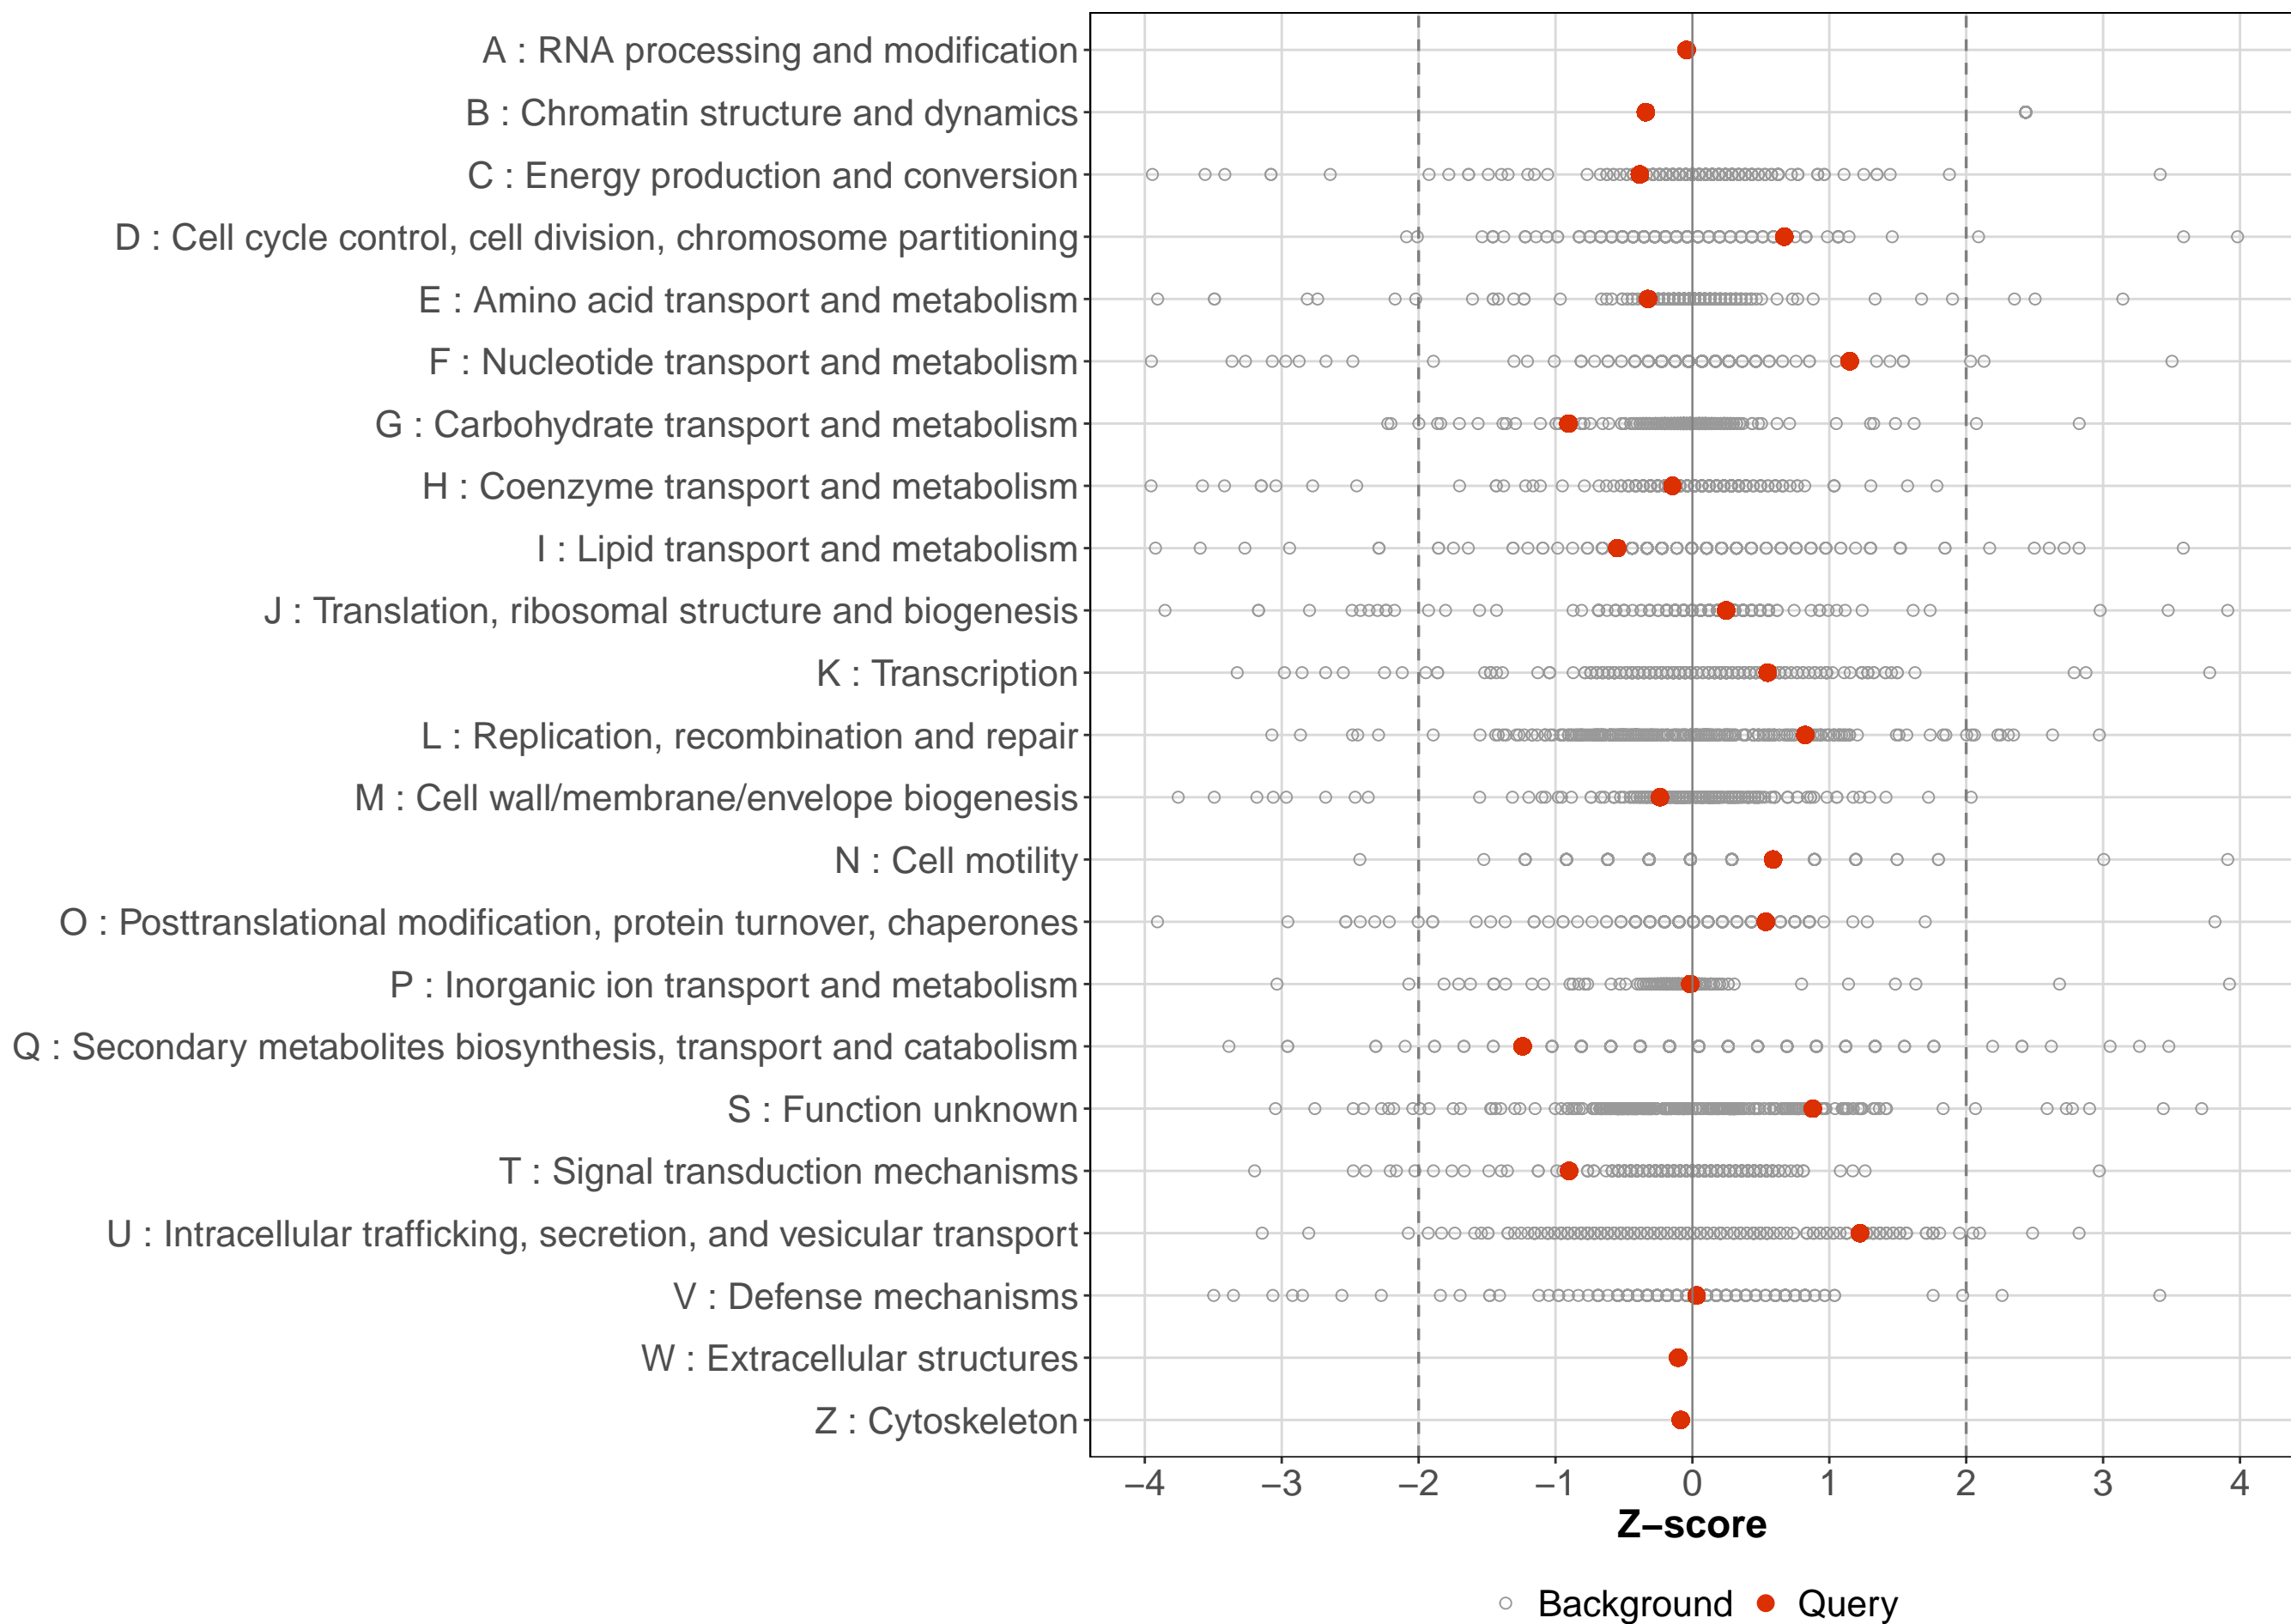 A : RNA processing and modification
B : Chromatin structure and dynamics
C : Energy production and conversion
D : Cell cycle control, cell division, chromosome partitioning
E : Amino acid transport and metabolism
F : Nucleotide transport and metabolism
G : Carbohydrate transport and metabolism
H : Coenzyme transport and metabolism
I : Lipid transport and metabolism
J : Translation, ribosomal structure and biogenesis
K : Transcription
L : Replication, recombination and repair
M : Cell wall/membrane/envelope biogenesis
N : Cell motility
O : Posttranslational modification, protein turnover, chaperones
P : Inorganic ion transport and metabolism
Q : Secondary metabolites biosynthesis, transport and catabolism
S : Function unknown
T : Signal transduction mechanisms
U : Intracellular trafficking, secretion, and vesicular transport
V : Defense mechanisms
W : Extracellular structures
Z : Cytoskeleton
−4 −3 −2 −1 0 1 2 3 4
Z−score
Background Query